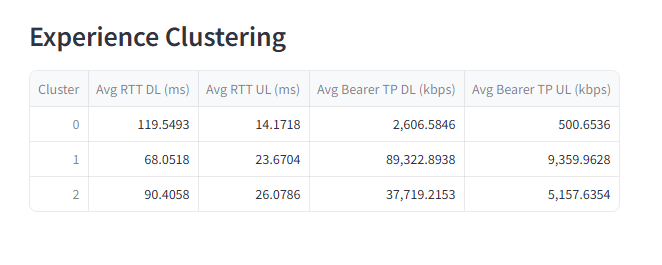 Experience Clustering
Cluster Avg RTT DL (ms) Avg RTT UL (ms) Avg Bearer TP DL (kbps) Avg Bearer TP UL (kbps)
0 119.5493 14.1718 2,606.5846 500.6536
1 68.0518 23.6704 89,322.8938 9,359.9628
2 90.4058 26.0786 37,719.2153 5,157.6354